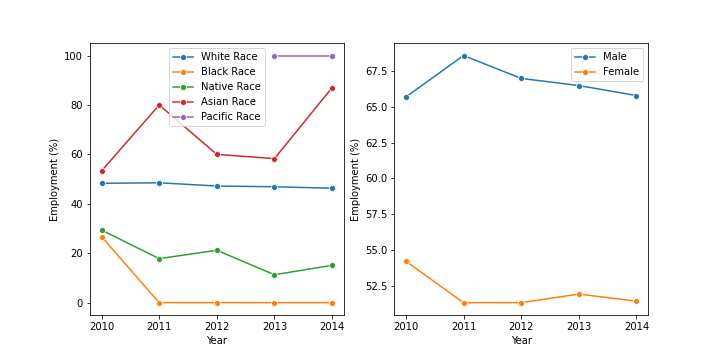 100
80
60
40
20
0
Employment (%)
2010 2011 2012 2013 2014
Year
White Race
Black Race
Native Race
Asian Race
Pacific Race
67.5
65.0
62.5
60.0
57.5
55.0
52.5
Employment (%)
2010 2011 2012 2013 2014
Year
Male
Female